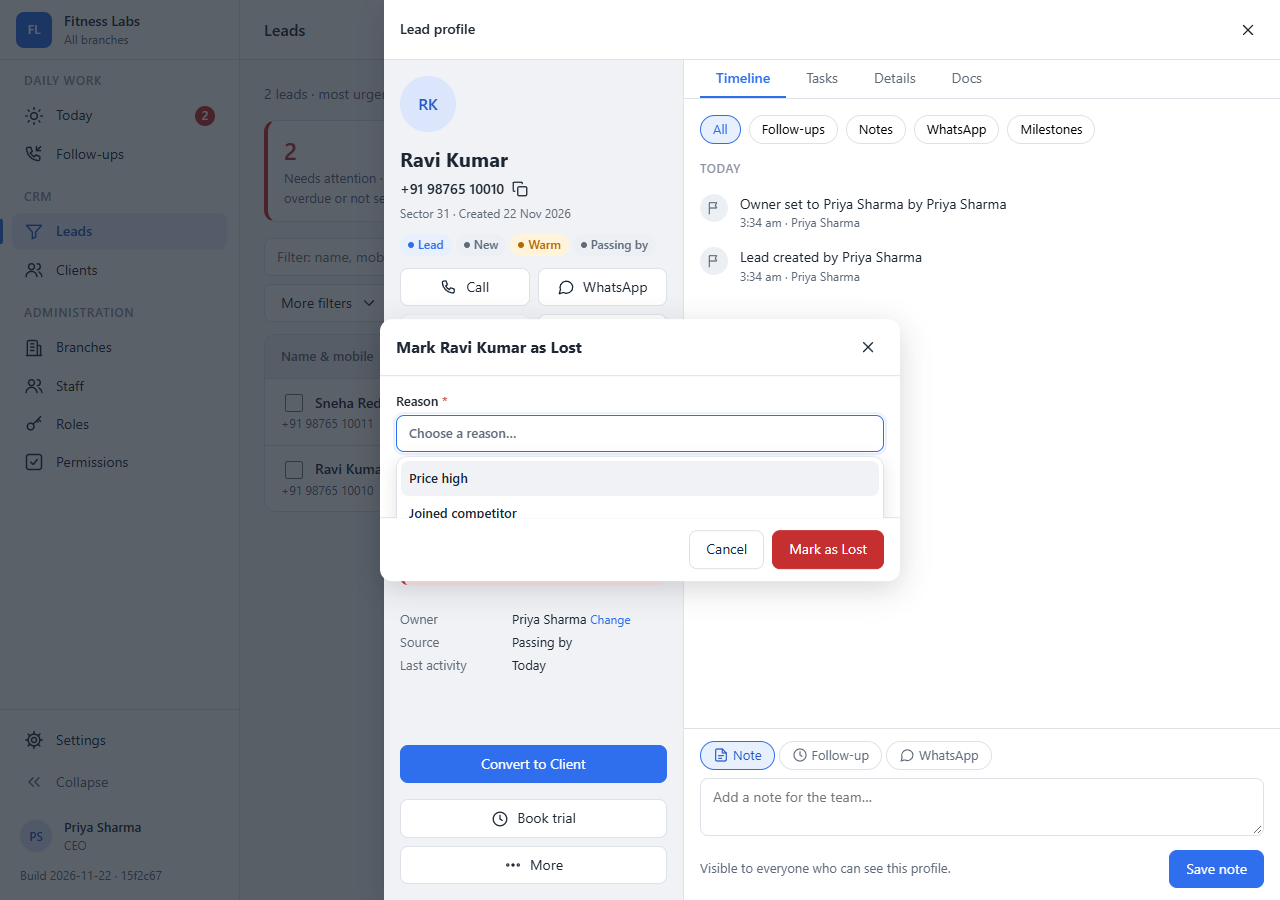 FL
Fitness Labs
All branches
DAILY WORK
Today
2
Follow-ups
CRM
Leads
Clients
ADMINISTRATION
Branches
Staff
Roles
Permissions
Settings
Collapse
PS
Priya Sharma
CEO
Build 2026-11-22 · 15f2c67
Leads
2 leads · most
2
Needs attention ·
overdue or not
Filter: name,
More filters
Name & mobile
Sneha
+91 98765 10011
Ravi
+91 98765 10010
Lead profile
RK
Ravi Kumar
+91 98765 10010
Sector 31 · Created 22 Nov 2026
Lead
New
Warm
Passing by
Call
WhatsApp
Mark Ravi Kumar as Lost
Reason *
Choose a reason...
Price high
Joined competitor
Cancel
Mark as Lost
Owner
Priya Sharma Change
Source
Passing by
Last activity
Today
Convert to Client
Book trial
More
Timeline
Tasks
Details
Docs
All
Follow-ups
Notes
WhatsApp
Milestones
TODAY
Owner set to Priya Sharma by Priya Sharma
3:34 am · Priya Sharma
Lead created by Priya Sharma
3:34 am · Priya Sharma
Note
Follow-up
WhatsApp
Add a note for the team...
Visible to everyone who can see this profile.
Save note